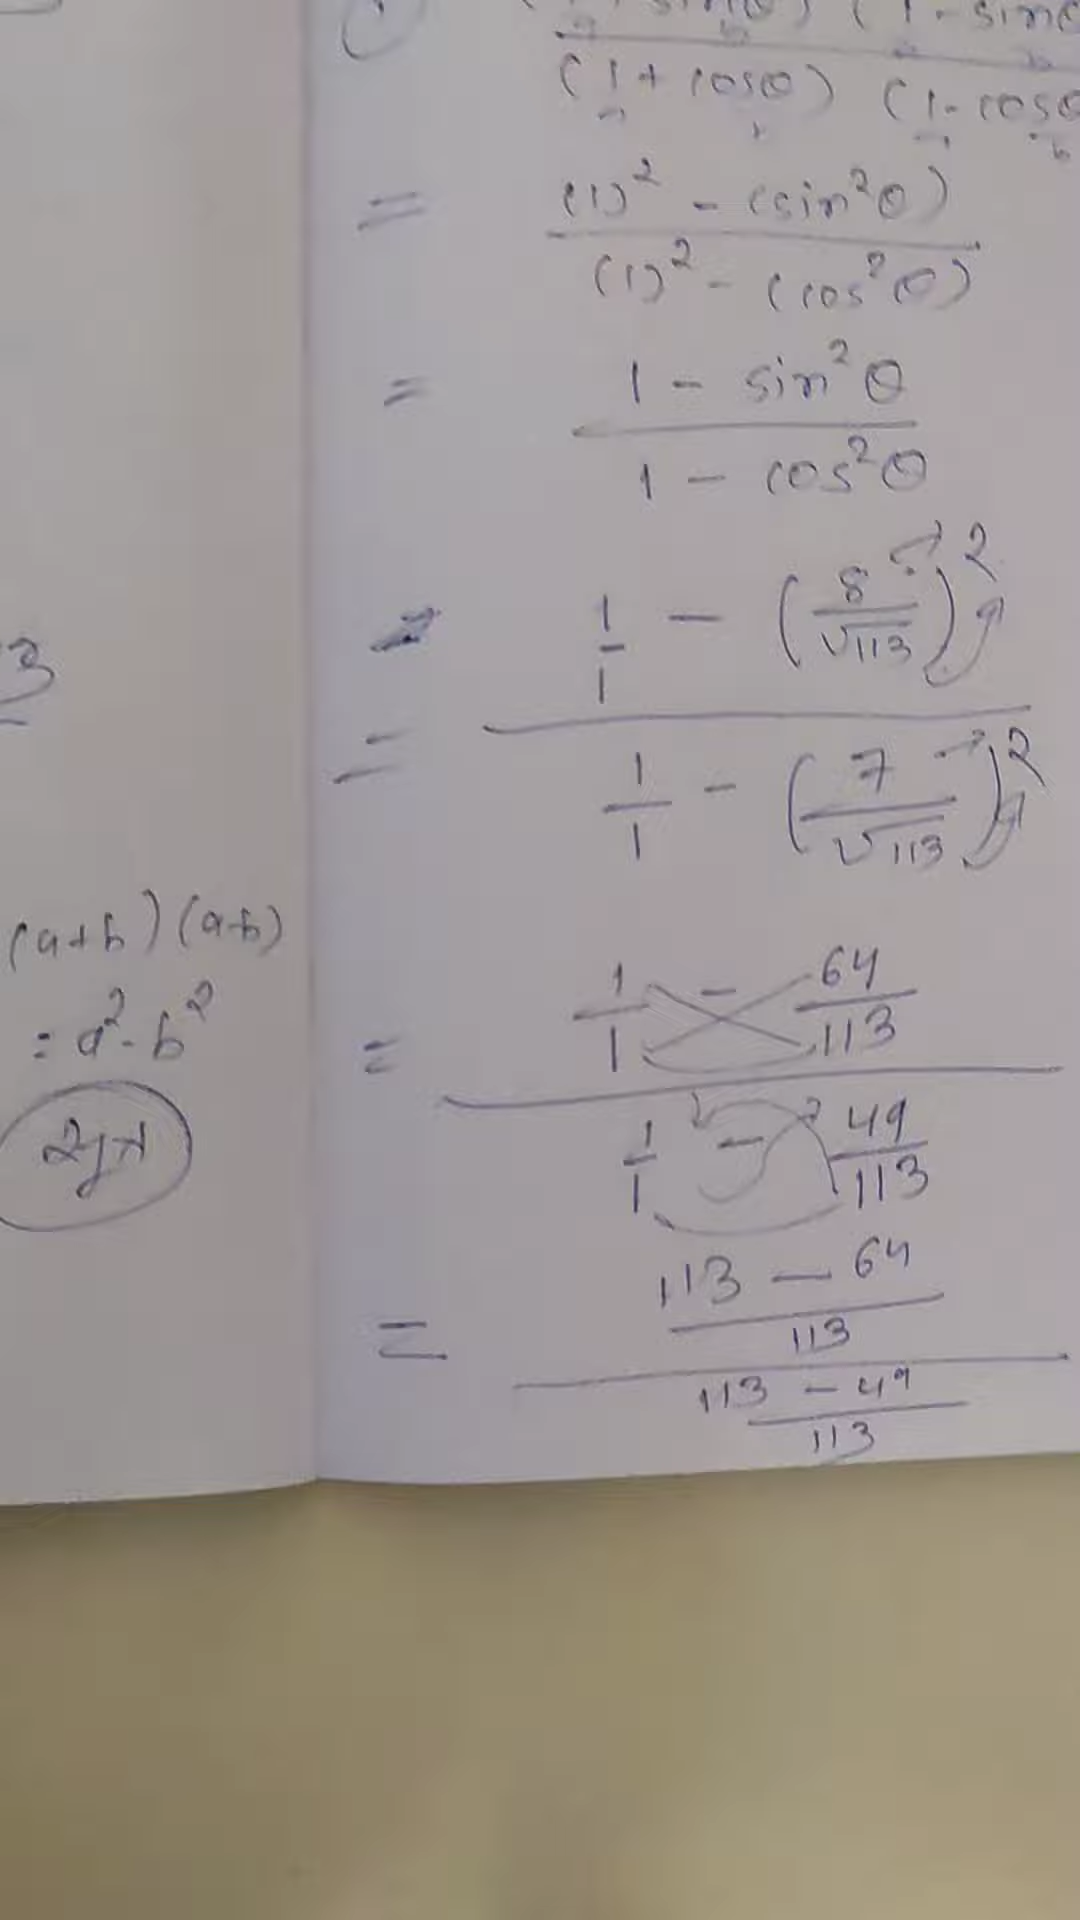 (1 + cosθ) (1 - cosθ
= (1)² - (sin²θ)
(1)² - (cos²θ)
= 1 - sin²θ
1 - cos²θ
1/1 - (8/√113)²
=
1/1 - (7/√113)²
= 1/1 - 64/113
1/1 - 49/113
= 113 - 64
113
113 - 49
113
3
(a+b) (a-b)
= a² - b²